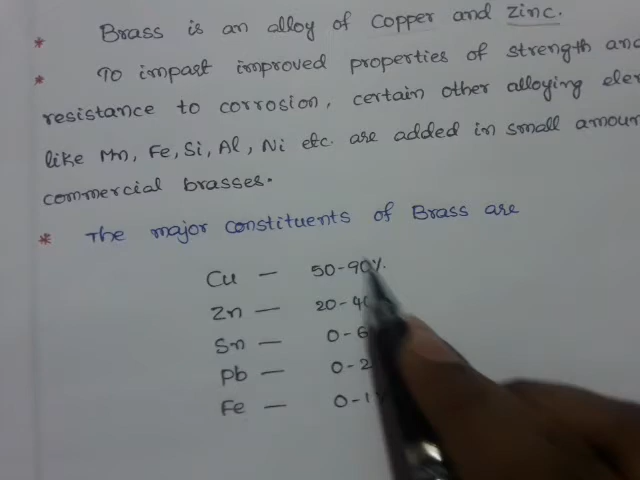 * Brass is an alloy of Copper and Zinc.
* To impart improved properties of strength and
resistance to corrosion, certain other alloying
like Mn, Fe, Si, Al, Ni etc. are added in small
commercial brasses.
* The major constituents of Brass are
Cu — 50-90%.
Zn — 20-40
Sn — 0-6
Pb — 0-2
Fe — 0-1